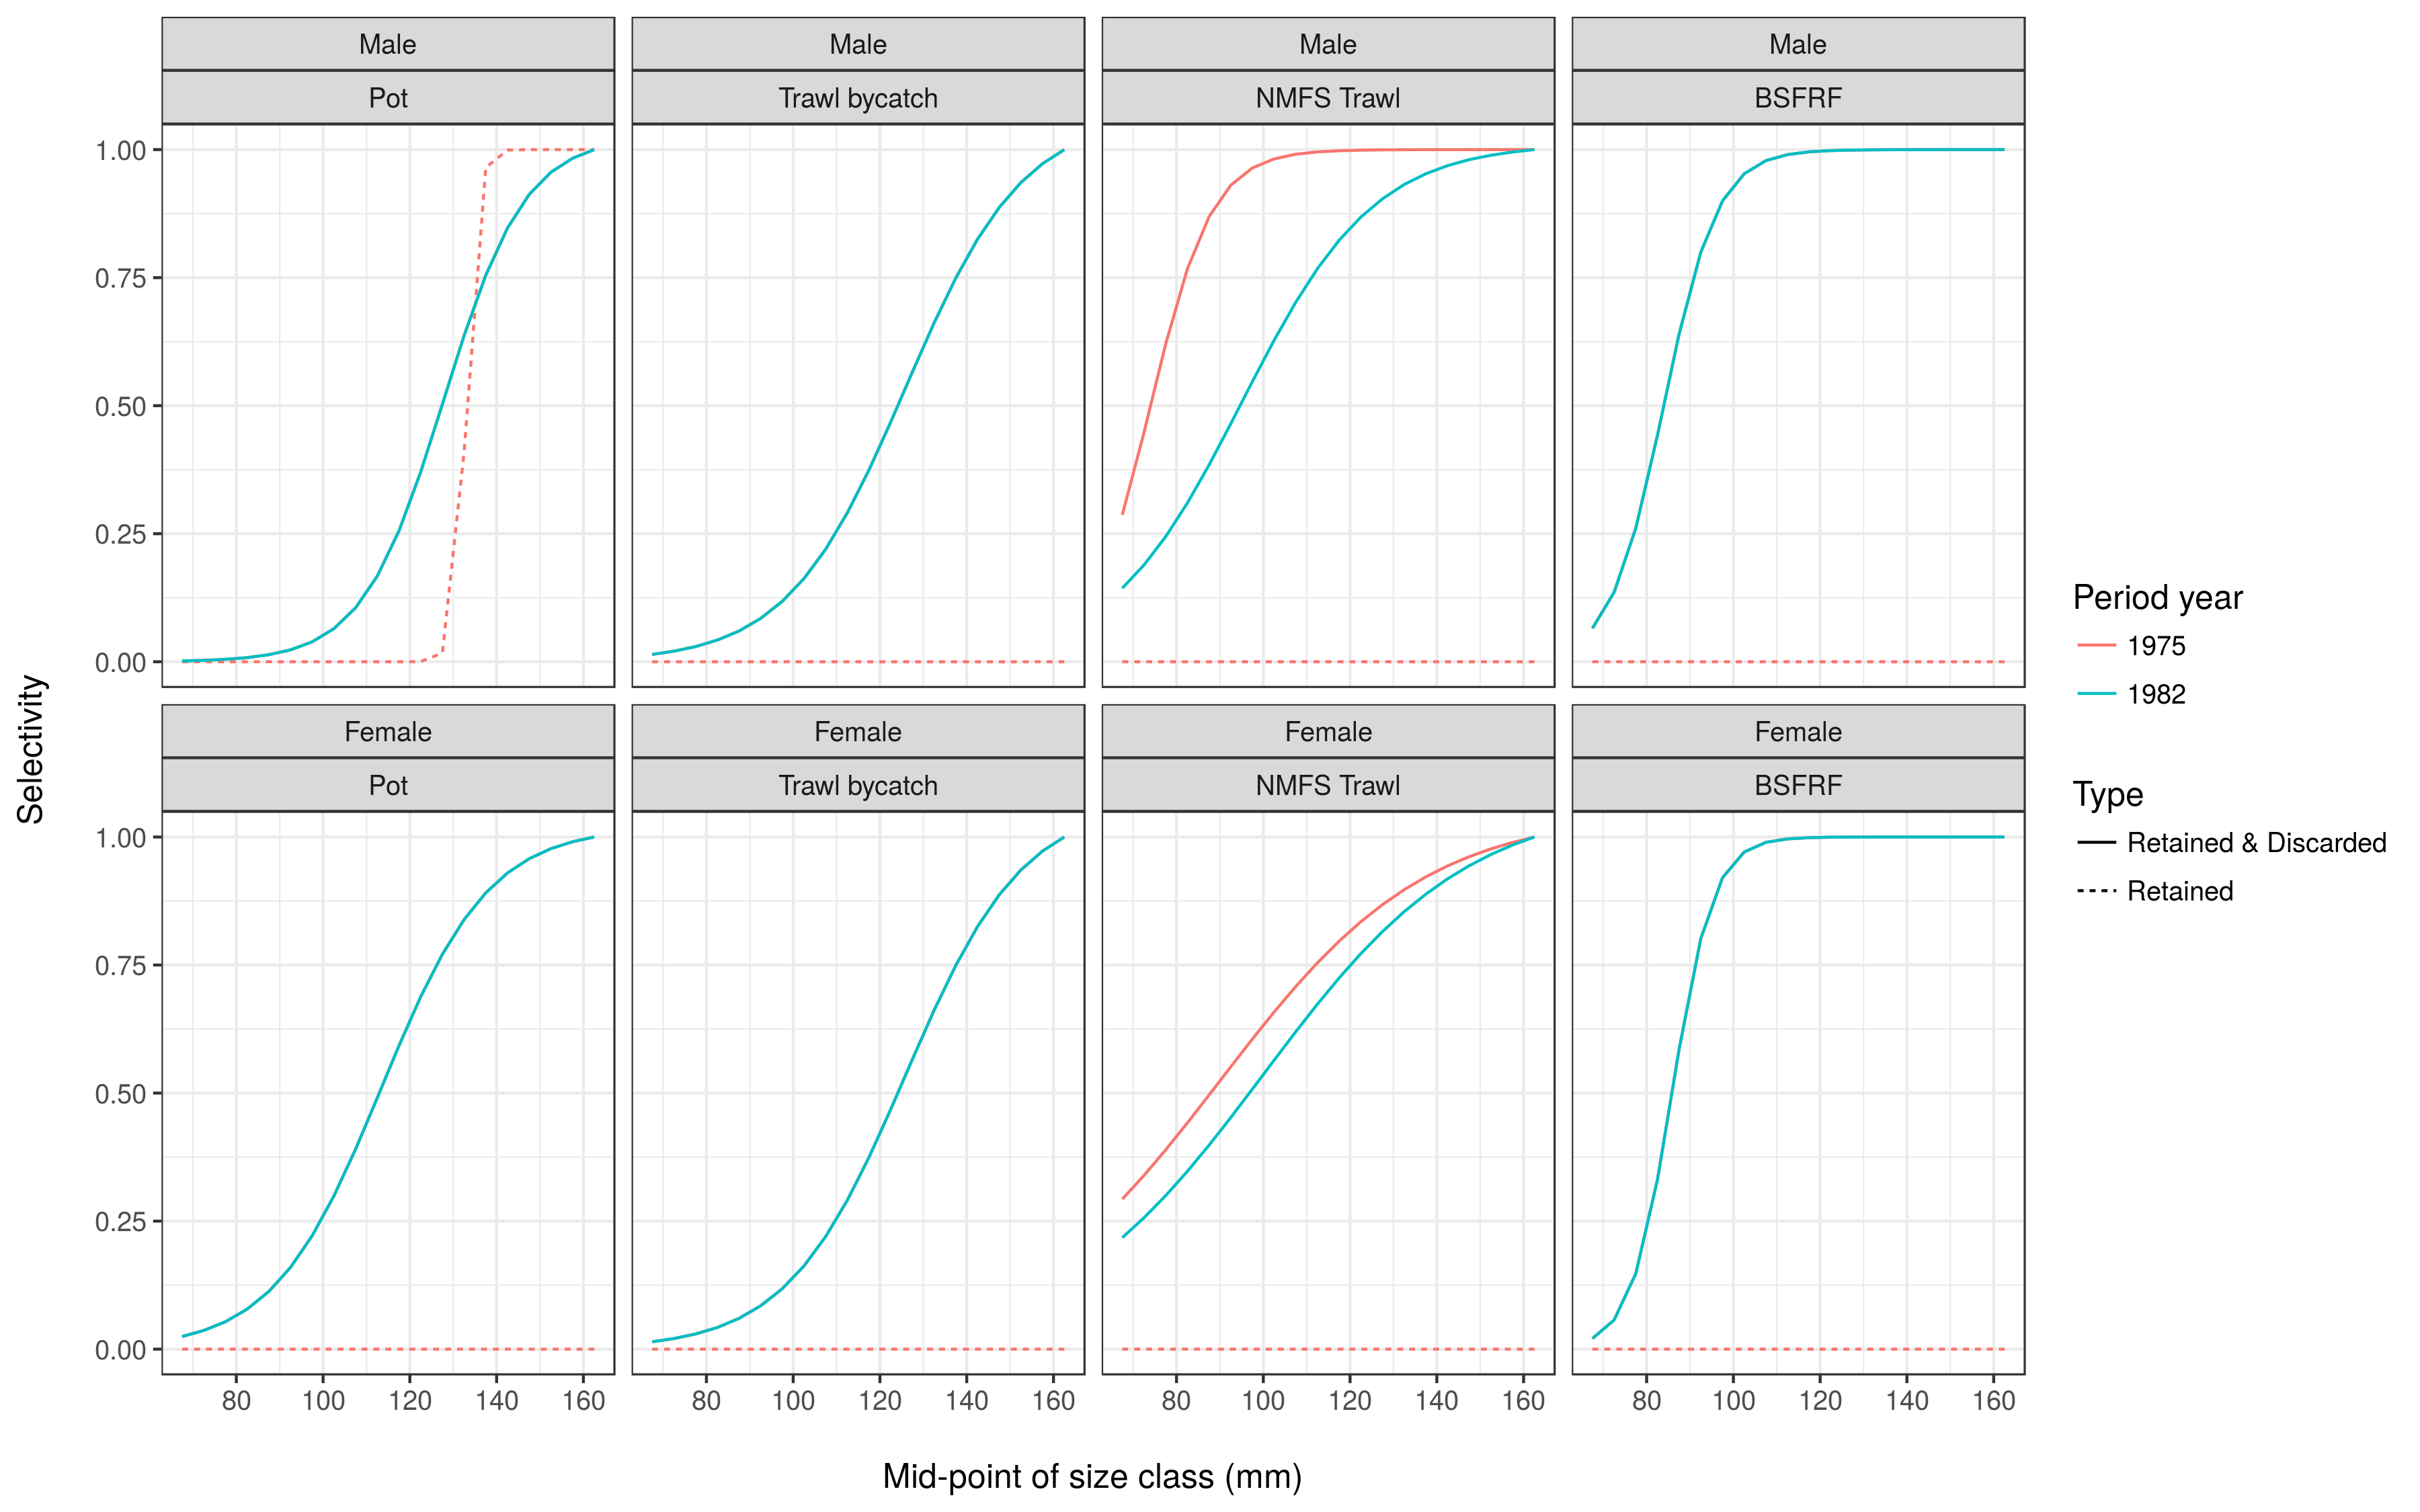 Male Male Male Male
Pot Trawl bycatch NMFS Trawl BSFRF
1.00
0.75
0.50
0.25
0.00
Female Female Female Female
Pot Trawl bycatch NMFS Trawl BSFRF
1.00
0.75
0.50
0.25
0.00
80 100 120 140 160 80 100 120 140 160 80 100 120 140 160 80 100 120 140 160
Mid-point of size class (mm)
Selectivity
Period year
1975
1982
Type
Retained & Discarded
Retained